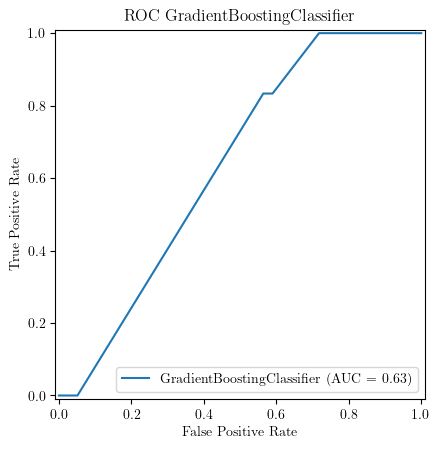 ROC GradientBoostingClassifier
1.0
0.8
0.6
0.4
0.2
0.0
True Positive Rate
GradientBoostingClassifier (AUC = 0.63)
0.0 0.2 0.4 0.6 0.8 1.0
False Positive Rate